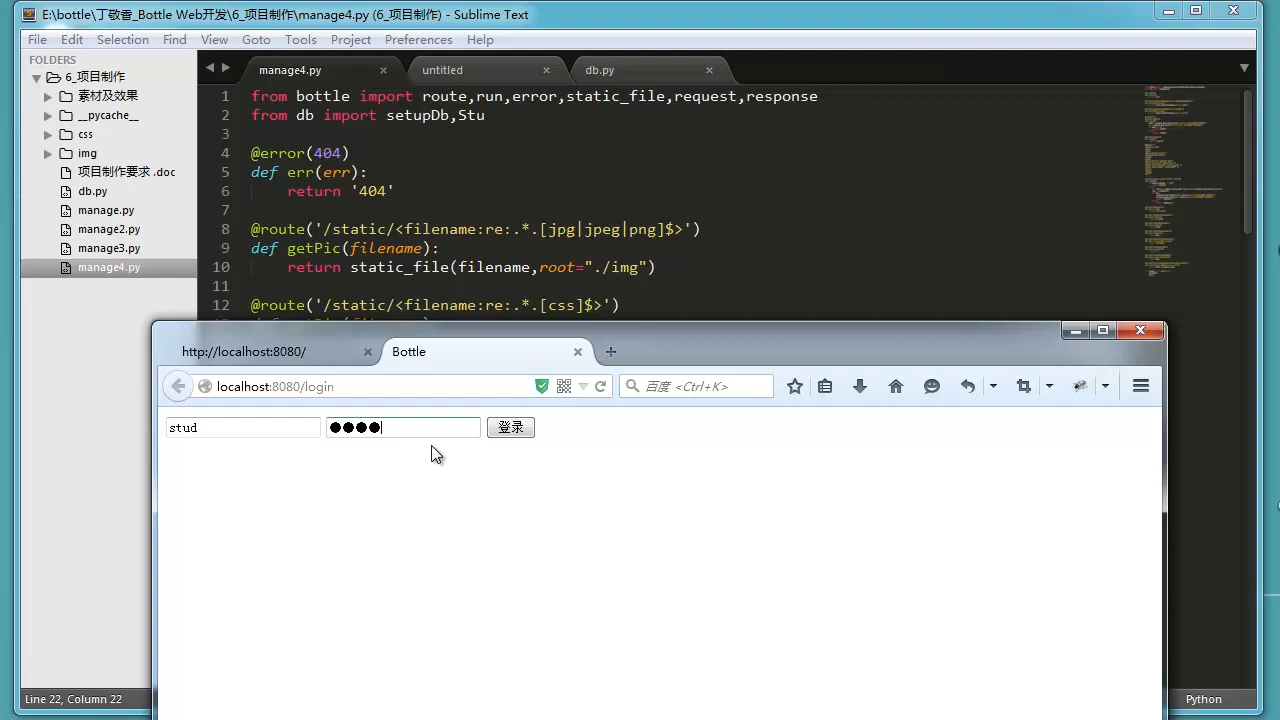 E:\bottle\丁敬香_Bottle Web开发\6_项目制作\manage4.py (6_项目制作) - Sublime Text
File Edit Selection Find View Goto Tools Project Preferences Help
FOLDERS
6_项目制作
素材及效果
__pycache__
css
img
项目制作要求 .doc
db.py
manage.py
manage2.py
manage3.py
manage4.py
manage4.py untitled db.py
1 from bottle import route,run,error,static_file,request,response
2 from db import setupDB,stu
3
4 @error(404)
5 def err(err):
6 return '404'
7
8 @route('/static/<filename:re:.*.[jpg|jpeg|png]$>')
9 def getPic(filename):
10 return static_file(filename,root="./img")
11
12 @route('/static/<filename:re:.*.[css]$>')
http://localhost:8080/ Bottle
localhost:8080/login
百度 <Ctrl+K>
stud ●●●● 登录
Line 22, Column 22 Python